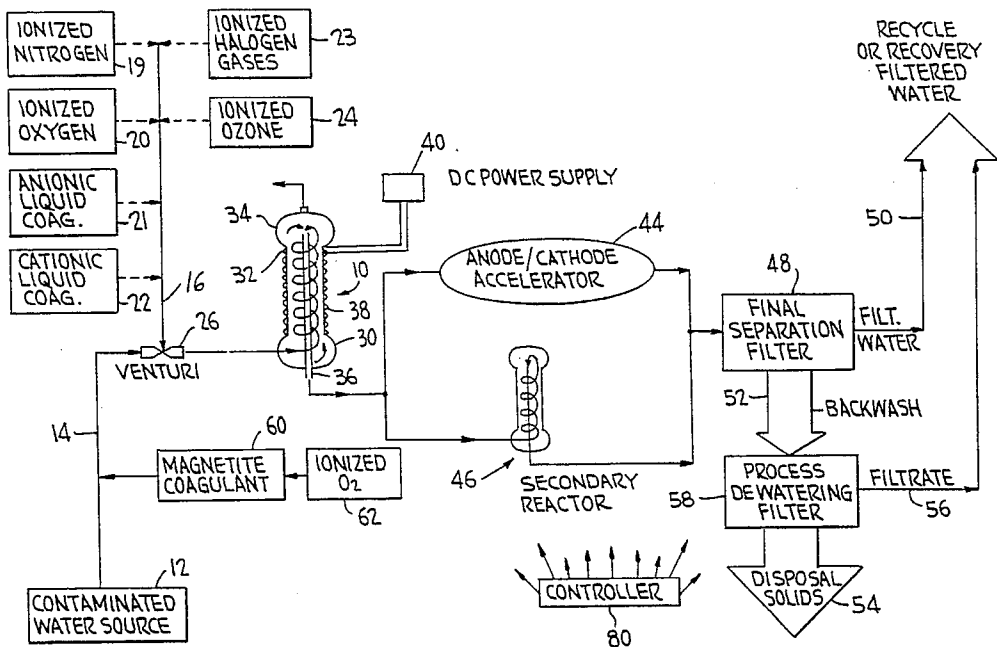 IONIZED
NITROGEN
19
IONIZED
HALOGEN
GASES
23
IONIZED
OXYGEN
20
IONIZED
OZONE
24
ANIONIC
LIQUID
COAG.
21
CATIONIC
LIQUID
COAG.
22
16
26
VENTURI
14
34
32
10
38
30
36
40
DC POWER SUPPLY
44
ANODE/CATHODE
ACCELERATOR
46
SECONDARY
REACTOR
48
FINAL
SEPARATION
FILTER
FILT.
WATER
50
RECYCLE
OR RECOVERY
FILTERED
WATER
52
BACKWASH
58
PROCESS
DEWATERING
FILTER
FILTRATE
56
DISPOSAL
SOLIDS
54
60
MAGNETITE
COAGULANT
IONIZED
O2
62
12
CONTAMINATED
WATER SOURCE
CONTROLLER
80